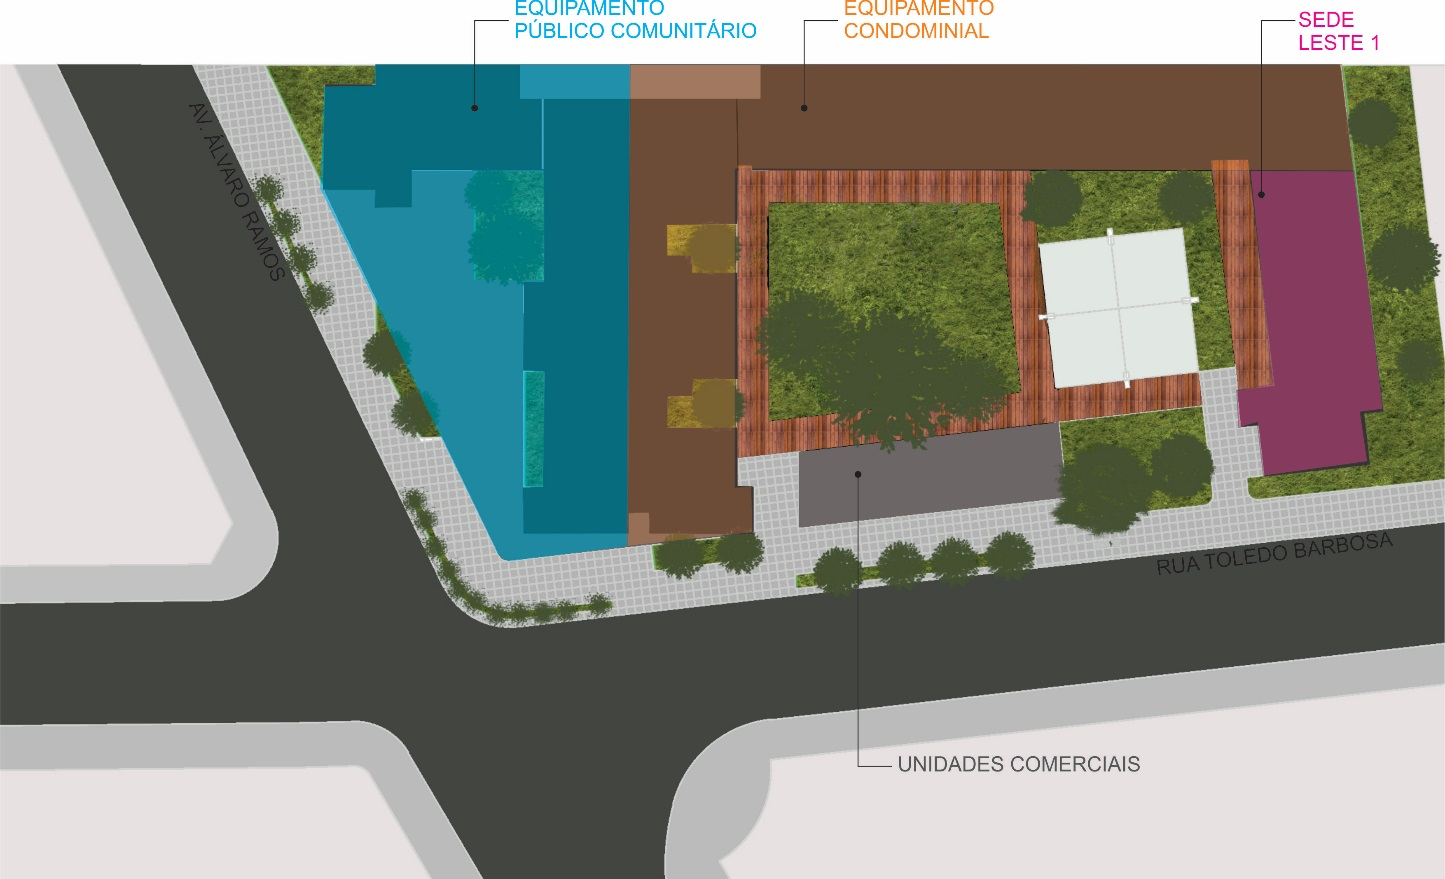 EQUIPAMENTO
PÚBLICO COMUNITÁRIO
EQUIPAMENTO
CONDOMINIAL
SEDE
LESTE 1
AV. ÁLVARO RAMOS
RUA TOLEDO BARBOSA
UNIDADES COMERCIAIS